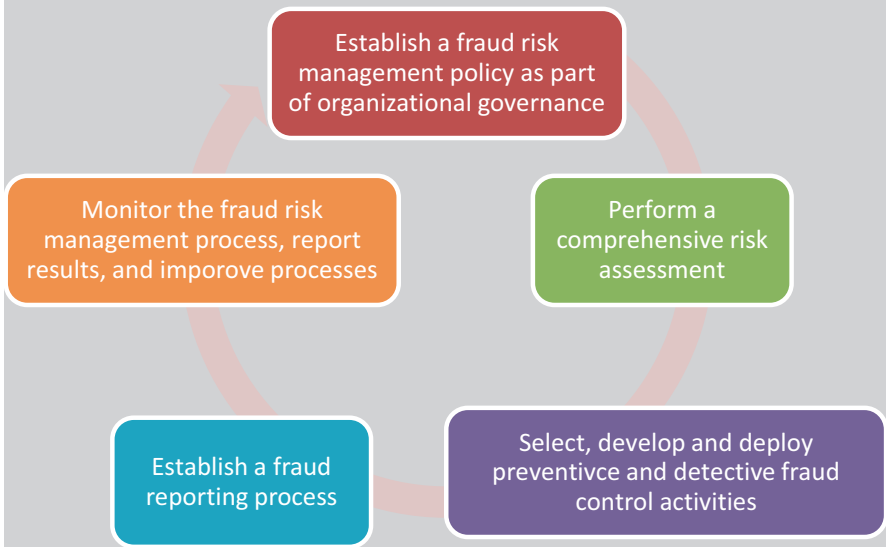 Establish a fraud risk
management policy as part
of organizational governance
Perform a
comprehensive risk
assessment
Select, develop and deploy
preventivce and detective fraud
control activities
Establish a fraud
reporting process
Monitor the fraud risk
management process, report
results, and imporove processes